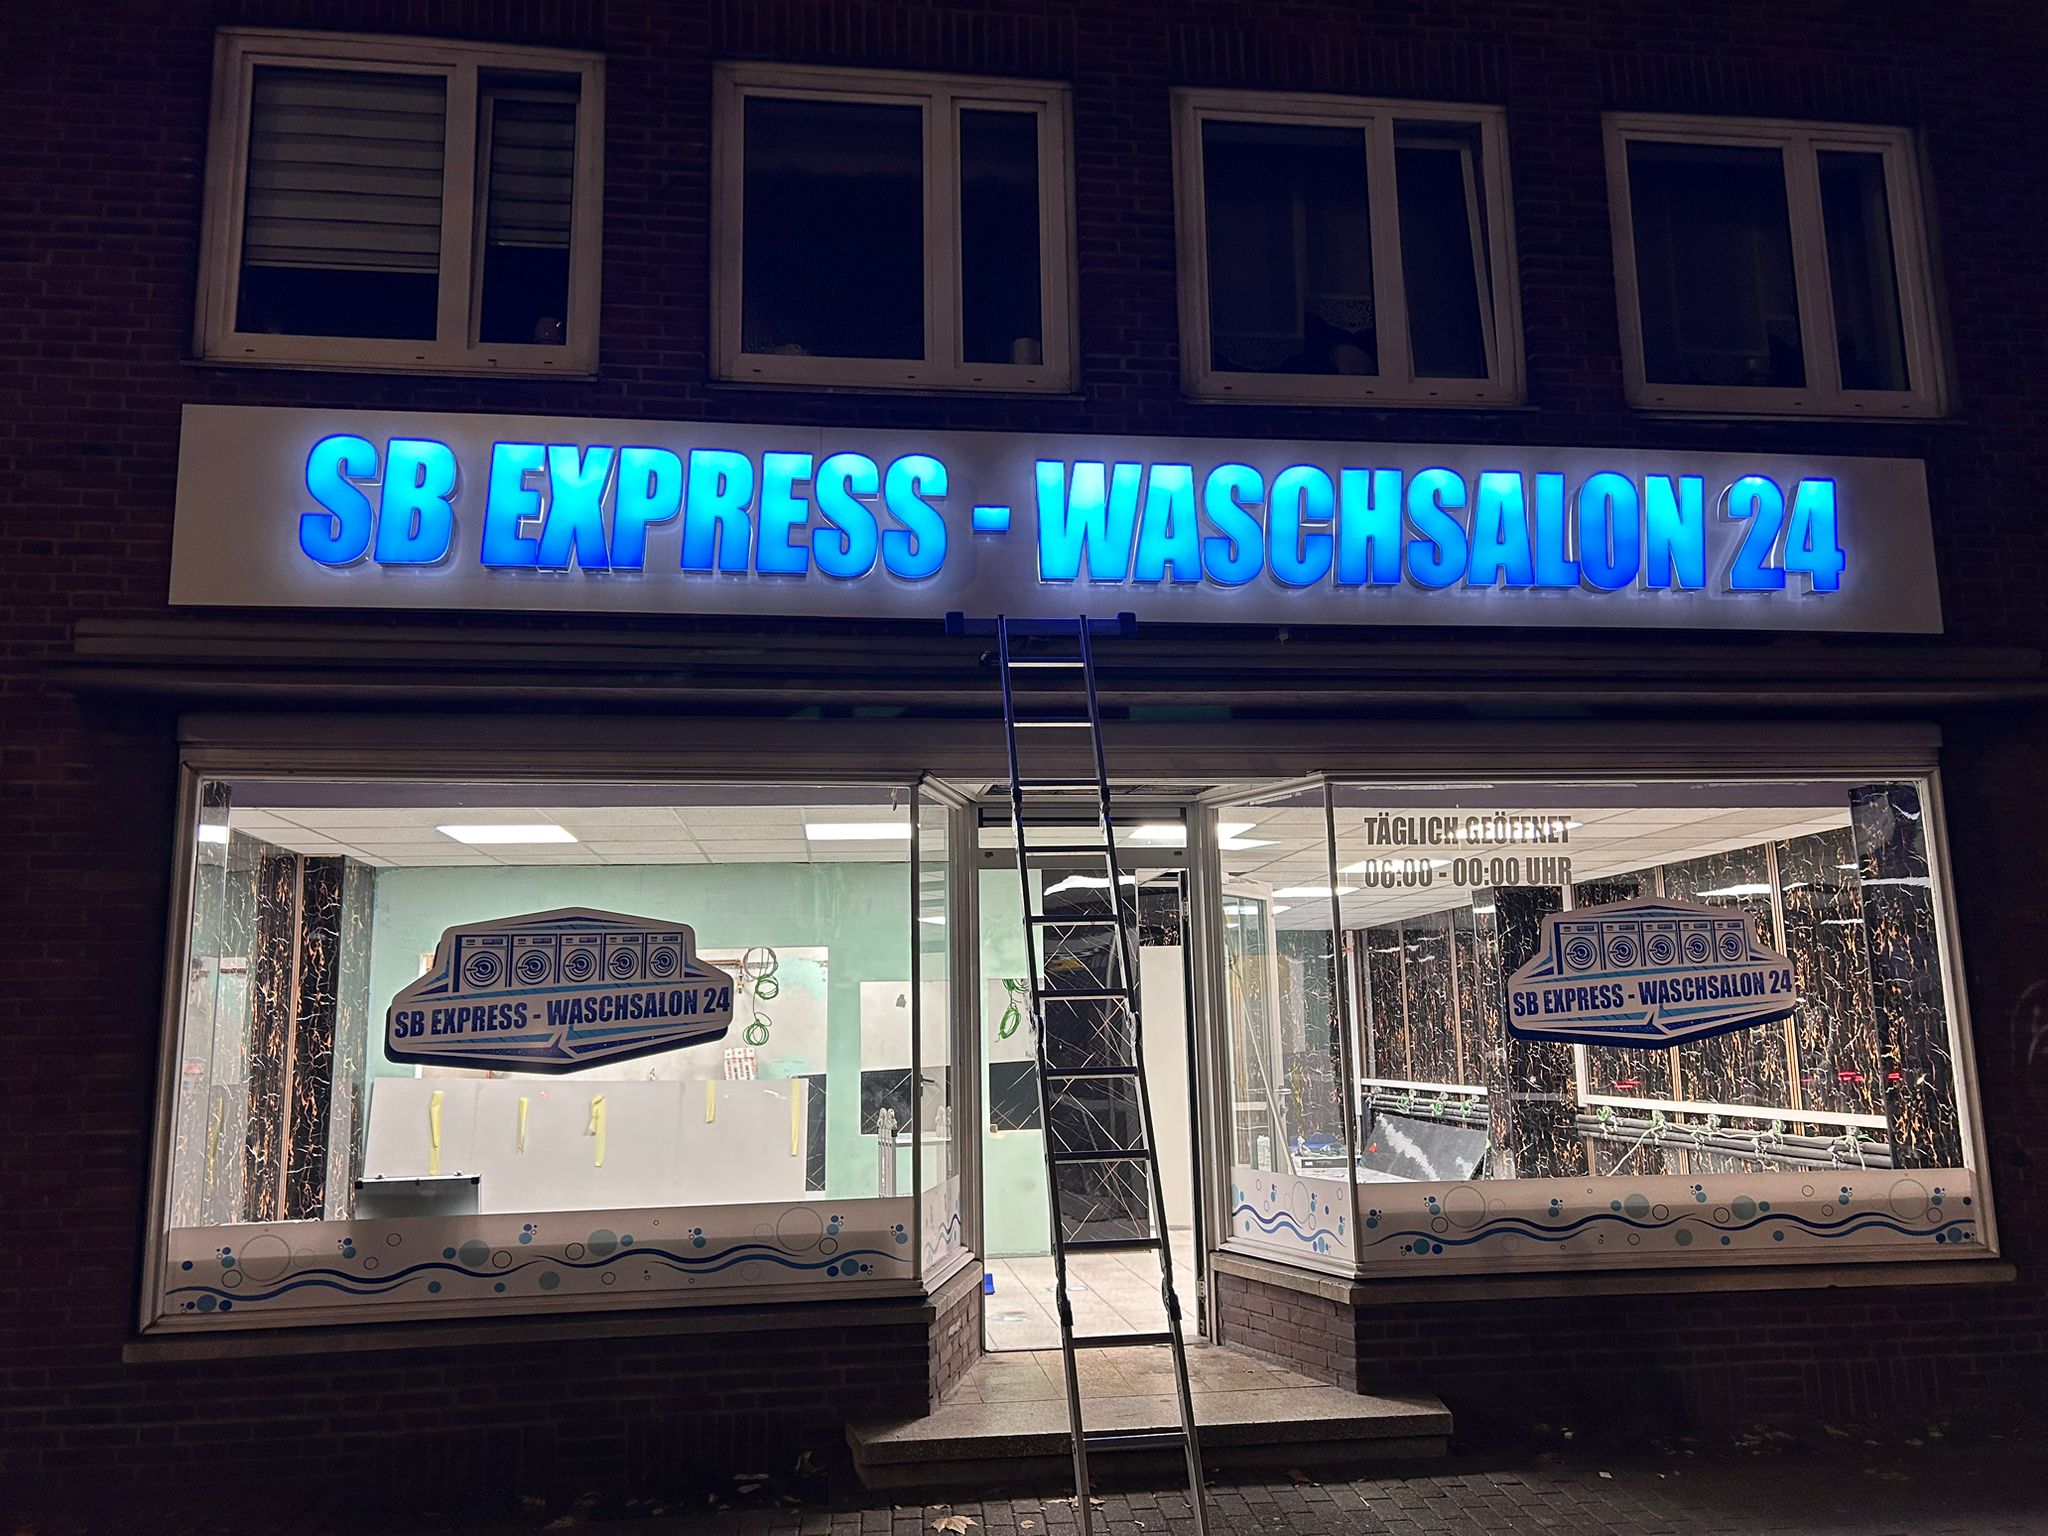 SB EXPRESS - WASCHSALON 24
TÄGLICH GEÖFFNET
06:00 - 00:00 UHR
SB EXPRESS - WASCHSALON 24
SB EXPRESS - WASCHSALON 24